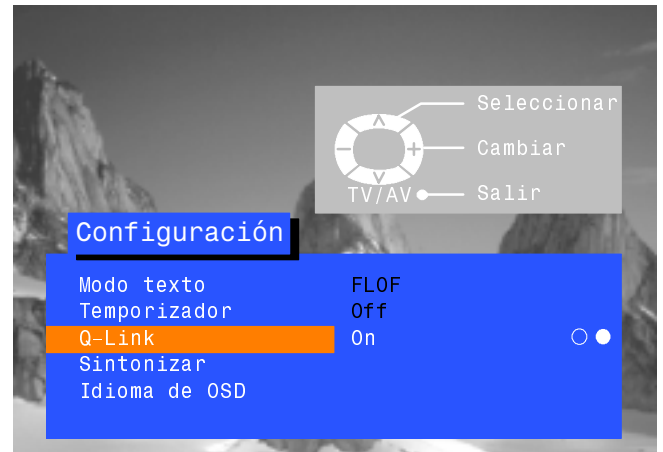 Seleccionar
Cambiar
TV/AV Salir
Configuración
Modo texto FLOF
Temporizador Off
Q-Link On
Sintonizar
Idioma de OSD